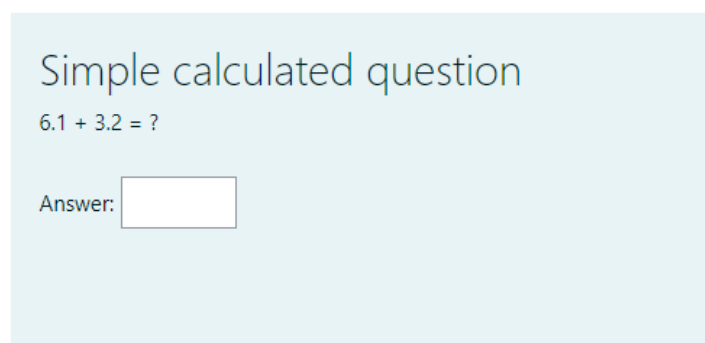 Simple calculated question
6.1 + 3.2 = ?
Answer: